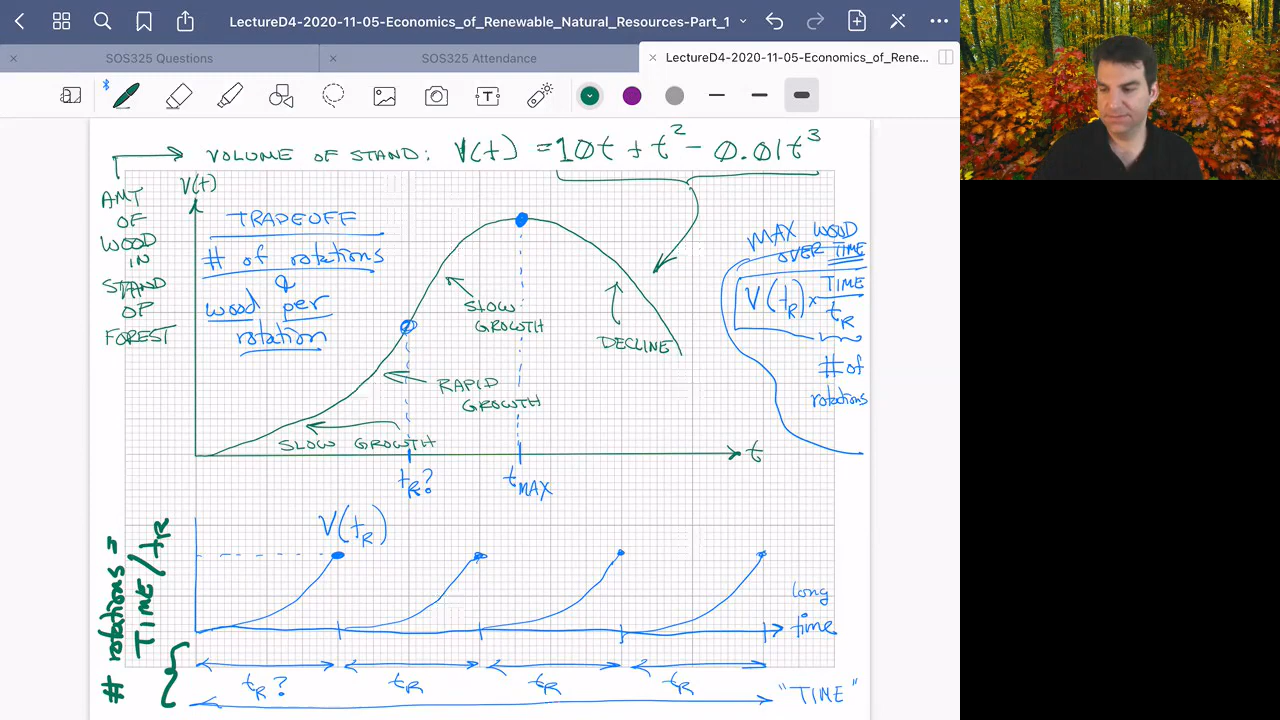 LectureD4-2020-11-05-Economics_of_Renewable_Natural_Resources-Part_1
SOS325 Questions
SOS325 Attendance
LectureD4-2020-11-05-Economics_of_Rene...
VOLUME OF STAND: V(t) = 10t + t² - 0.01t³
V(t)
AMT
OF
WOOD
IN
STAND
OF
FOREST
TRADEOFF
# of rotations
&
wood per
rotation
SLOW
GROWTH
DECLINE
RAPID
GROWTH
SLOW GROWTH
MAX WOOD
OVER TIME
V(tR) × TIME
tR
# of
rotations
t
tR?
tMAX
V(tR)
long
time
# rotations =
TIME/tR
tR?
tR
tR
tR
"TIME"